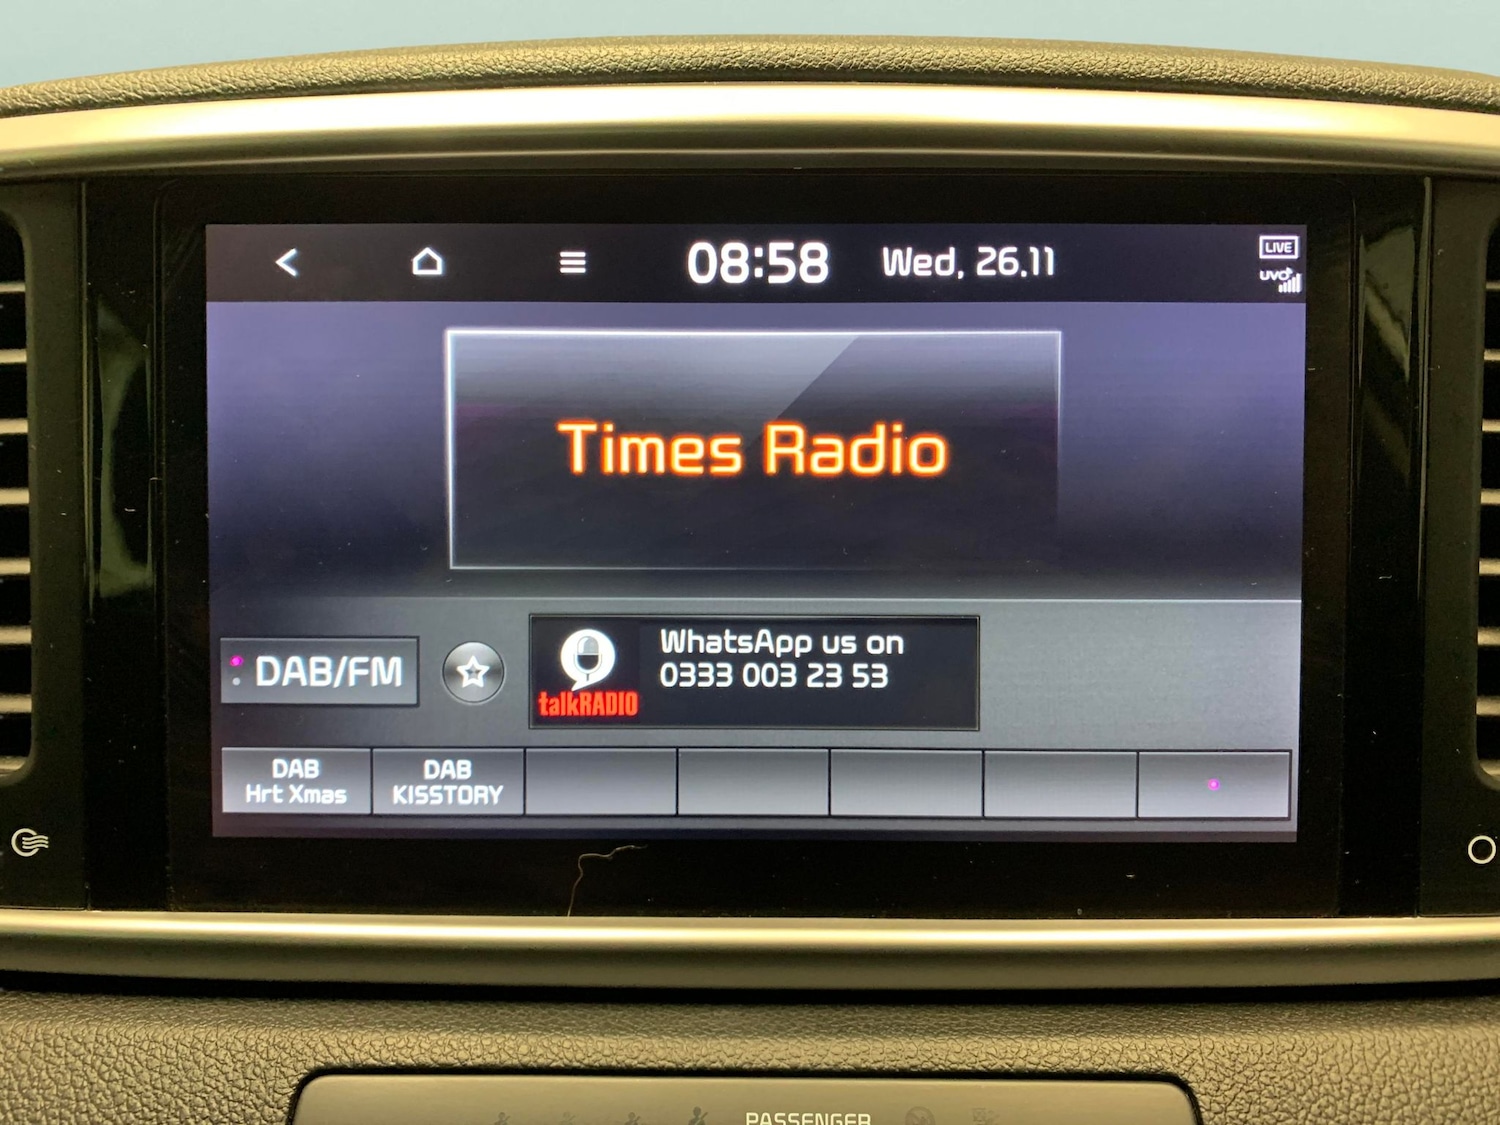 08:58 Wed, 26.11
LIVE
UVO
Times Radio
DAB/FM
talkRADIO
WhatsApp us on
0333 003 23 53
DAB
Hrt Xmas
DAB
KISSTORY
PASSENGER